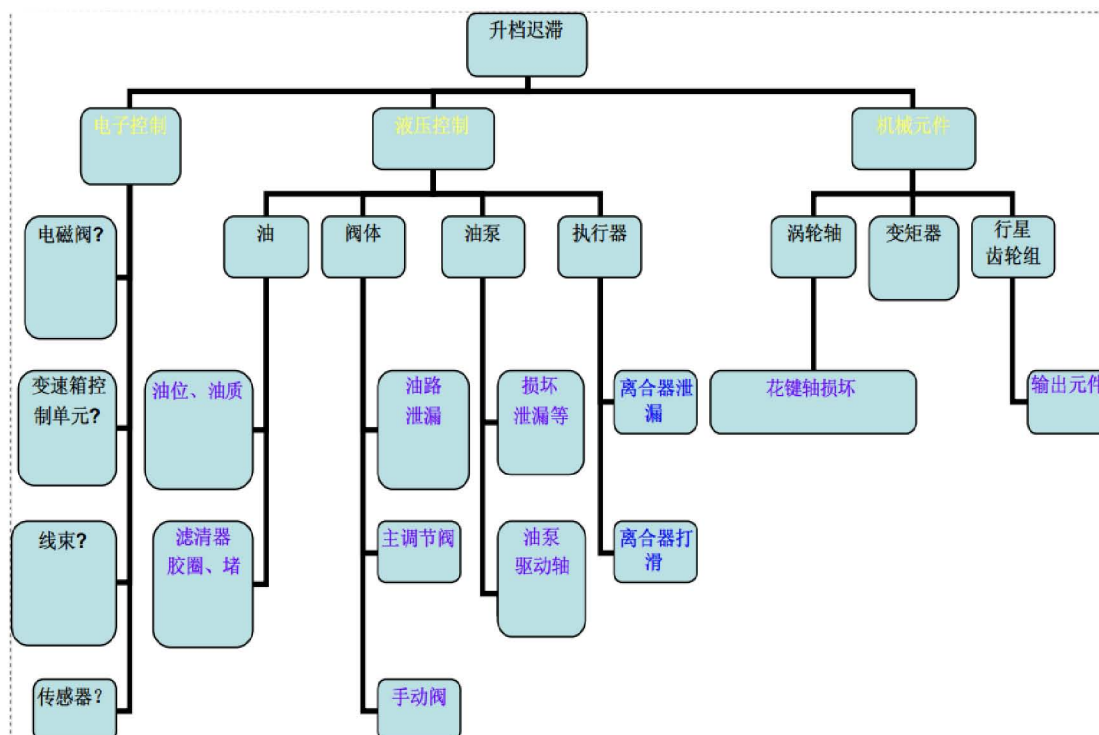 升档迟滞
电子控制
液压控制
机械元件
电磁阀?
油
阀体
油泵
执行器
涡轮轴
变矩器
行星
齿轮组
变速箱控
制单元?
油位、油质
油路
泄漏
损坏
泄漏等
离合器泄
漏
花键轴损坏
输出元件
线束?
滤清器
胶圈、堵
主调节阀
油泵
驱动轴
离合器打
滑
传感器？
手动阀